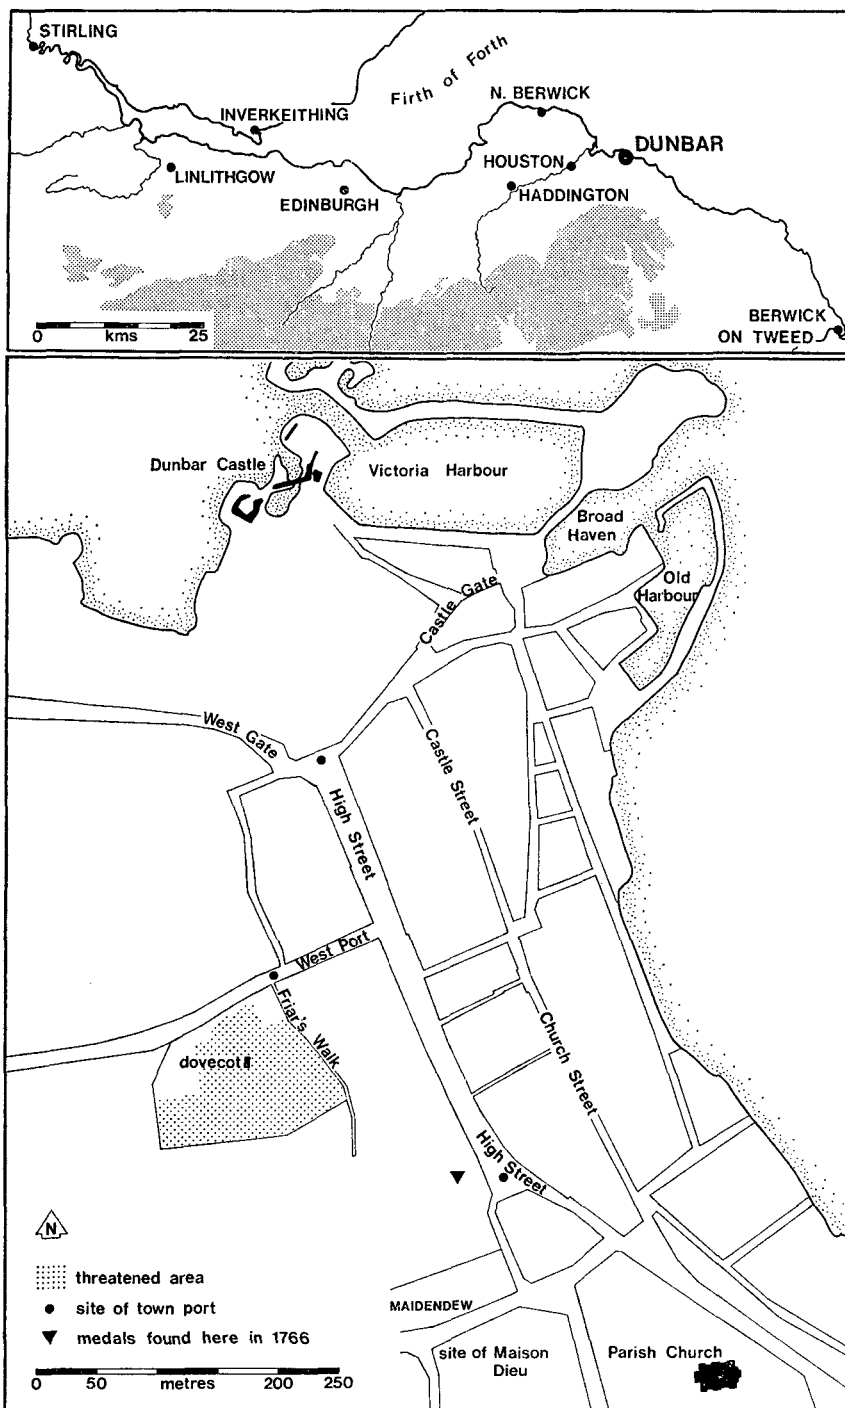 STIRLING
Firth of Forth
N. BERWICK
INVERKEITHING
DUNBAR
HOUSTON
LINLITHGOW
HADDINGTON
EDINBURGH
0 kms 25
BERWICK
ON TWEED
Dunbar Castle
Victoria Harbour
Broad
Haven
Old
Harbour
Castle Gate
West Gate
Castle Street
High Street
West Port
Friar's Walk
dovecot
Church Street
High Street
N
threatened area
site of town port
medals found here in 1766
MAIDENDEW
site of Maison
Dieu
Parish Church
0 50 metres 200 250